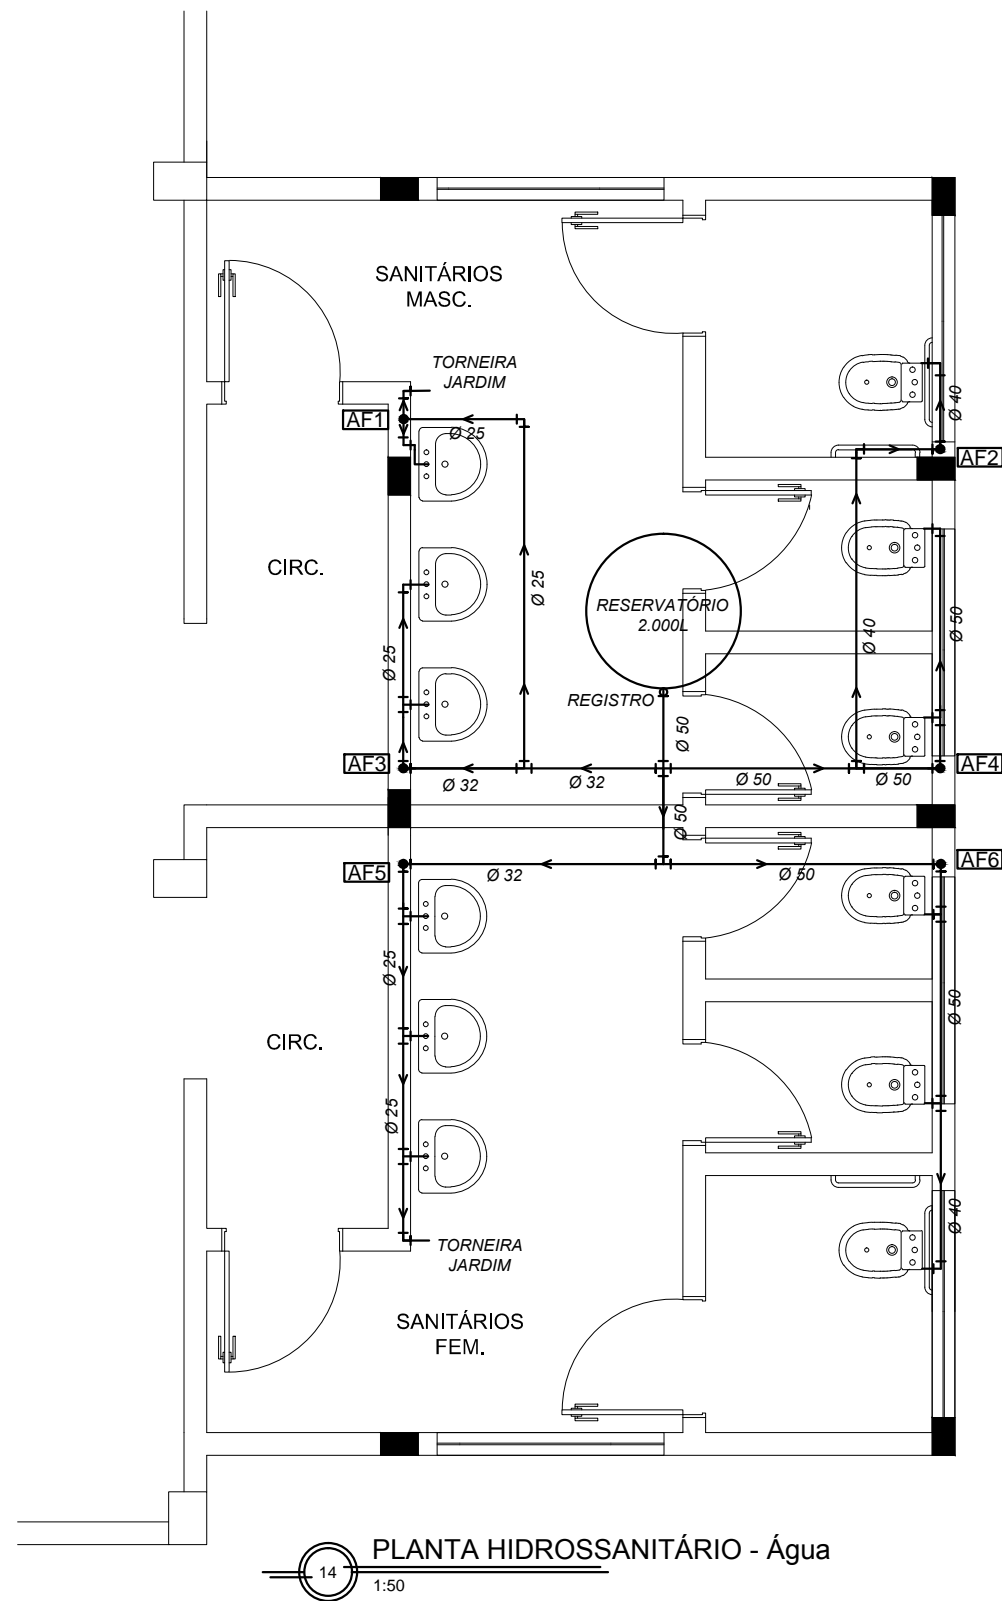 SANITÁRIOS
MASC.
TORNEIRA
JARDIM
AF1
Ø 25
Ø 40
AF2
CIRC.
Ø 25
RESERVATÓRIO
2.000L
Ø 50
Ø 40
Ø 25
REGISTRO
Ø 50
AF3
Ø 32
Ø 32
Ø 50
Ø 50
AF4
Ø 50
AF5
Ø 32
Ø 50
AF6
Ø 25
Ø 50
CIRC.
Ø 25
Ø 40
TORNEIRA
JARDIM
SANITÁRIOS
FEM.
PLANTA HIDROSSANITÁRIO - Água
14
1:50